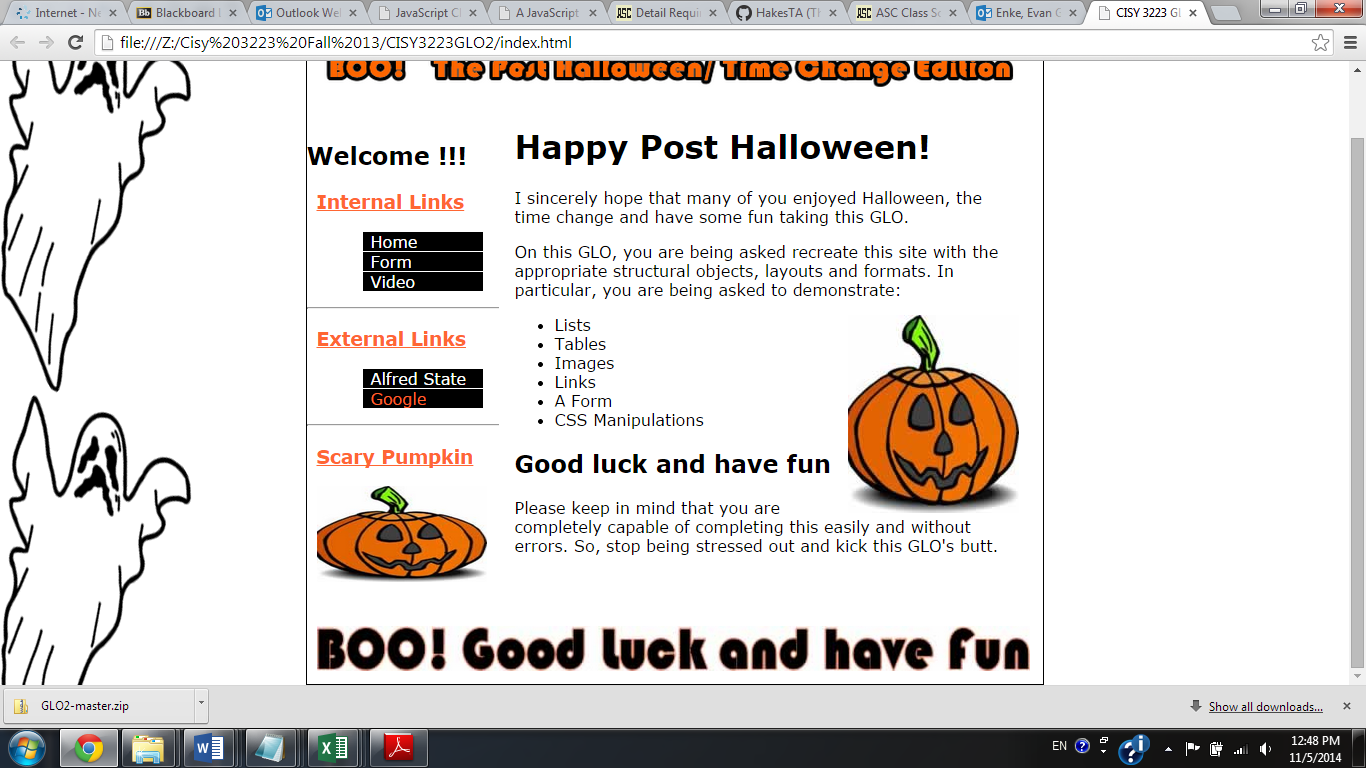 Internet - Ne
Blackboard L
Outlook Wel
JavaScript Cl
A JavaScript
Detail Requi
HakesTA (Th
ASC Class So
Enke, Evan G
CISY 3223 GL
file:///Z:/Cisy%203223%20Fall%2013/CISY3223GLO2/index.html
BOO! The Post Halloween/ Time Change Edition
Welcome !!!
Internal Links
Home
Form
Video
External Links
Alfred State
Google
Scary Pumpkin
Happy Post Halloween!
I sincerely hope that many of you enjoyed Halloween, the
time change and have some fun taking this GLO.
On this GLO, you are being asked recreate this site with the
appropriate structural objects, layouts and formats. In
particular, you are being asked to demonstrate:
• Lists
• Tables
• Images
• Links
• A Form
• CSS Manipulations
Good luck and have fun
Please keep in mind that you are
completely capable of completing this easily and without
errors. So, stop being stressed out and kick this GLO's butt.
BOO! Good Luck and have Fun
GLO2-master.zip
Show all downloads...
EN
12:48 PM
11/5/2014